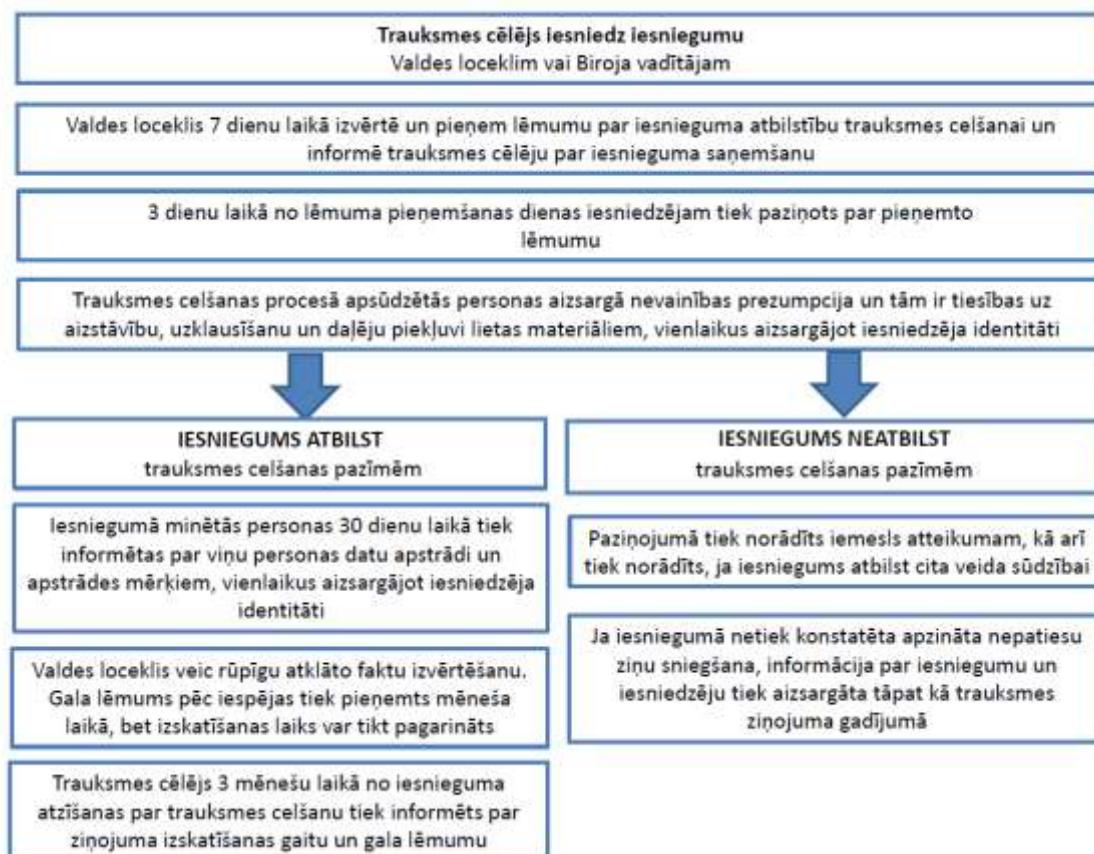 Trauksmes cēlējs iesniedz iesniegumu
Valdes loceklim vai Biroja vadītājam
Valdes loceklis 7 dienu laikā izvērtē un pieņem lēmumu par iesnieguma atbilstību trauksmes celšanai un
informē trauksmes cēlēju par iesnieguma saņemšanu
3 dienu laikā no lēmuma pieņemšanas dienas iesniedzējam tiek paziņots par pieņemto
lēmumu
Trauksmes celšanas procesā apsūdzētās personas aizsargā nevainības prezumpcija un tām ir tiesības uz
aizstāvību, uzklausīšanu un daļēju piekļuvi lietas materiāliem, vienlaikus aizsargājot iesniedzēja identitāti
IESNIEGUMS ATBILST
trauksmes celšanas pazīmēm
Iesniegumā minētās personas 30 dienu laikā tiek
informētas par viņu personas datu apstrādi un
apstrādes mērķiem, vienlaikus aizsargājot iesniedzēja
identitāti
Valdes loceklis veic rūpīgu atklāto faktu izvērtēšanu.
Gala lēmums pēc iespējas tiek pieņemts mēneša
laikā, bet izskatīšanas laiks var tikt pagarināts
Trauksmes cēlējs 3 mēnešu laikā no iesnieguma
atzīšanas par trauksmes celšanu tiek informēts par
ziņojuma izskatīšanas gaitu un gala lēmumu
IESNIEGUMS NEATBILST
trauksmes celšanas pazīmēm
Paziņojumā tiek norādīts iemesls atteikumam, kā arī
tiek norādīts, ja iesniegums atbilst cita veida sūdzībai
Ja iesniegumā netiek konstatēta apzināta nepatiesu
ziņu sniegšana, informācija par iesniegumu un
iesniedzēju tiek aizsargāta tāpat kā trauksmes
ziņojuma gadījumā